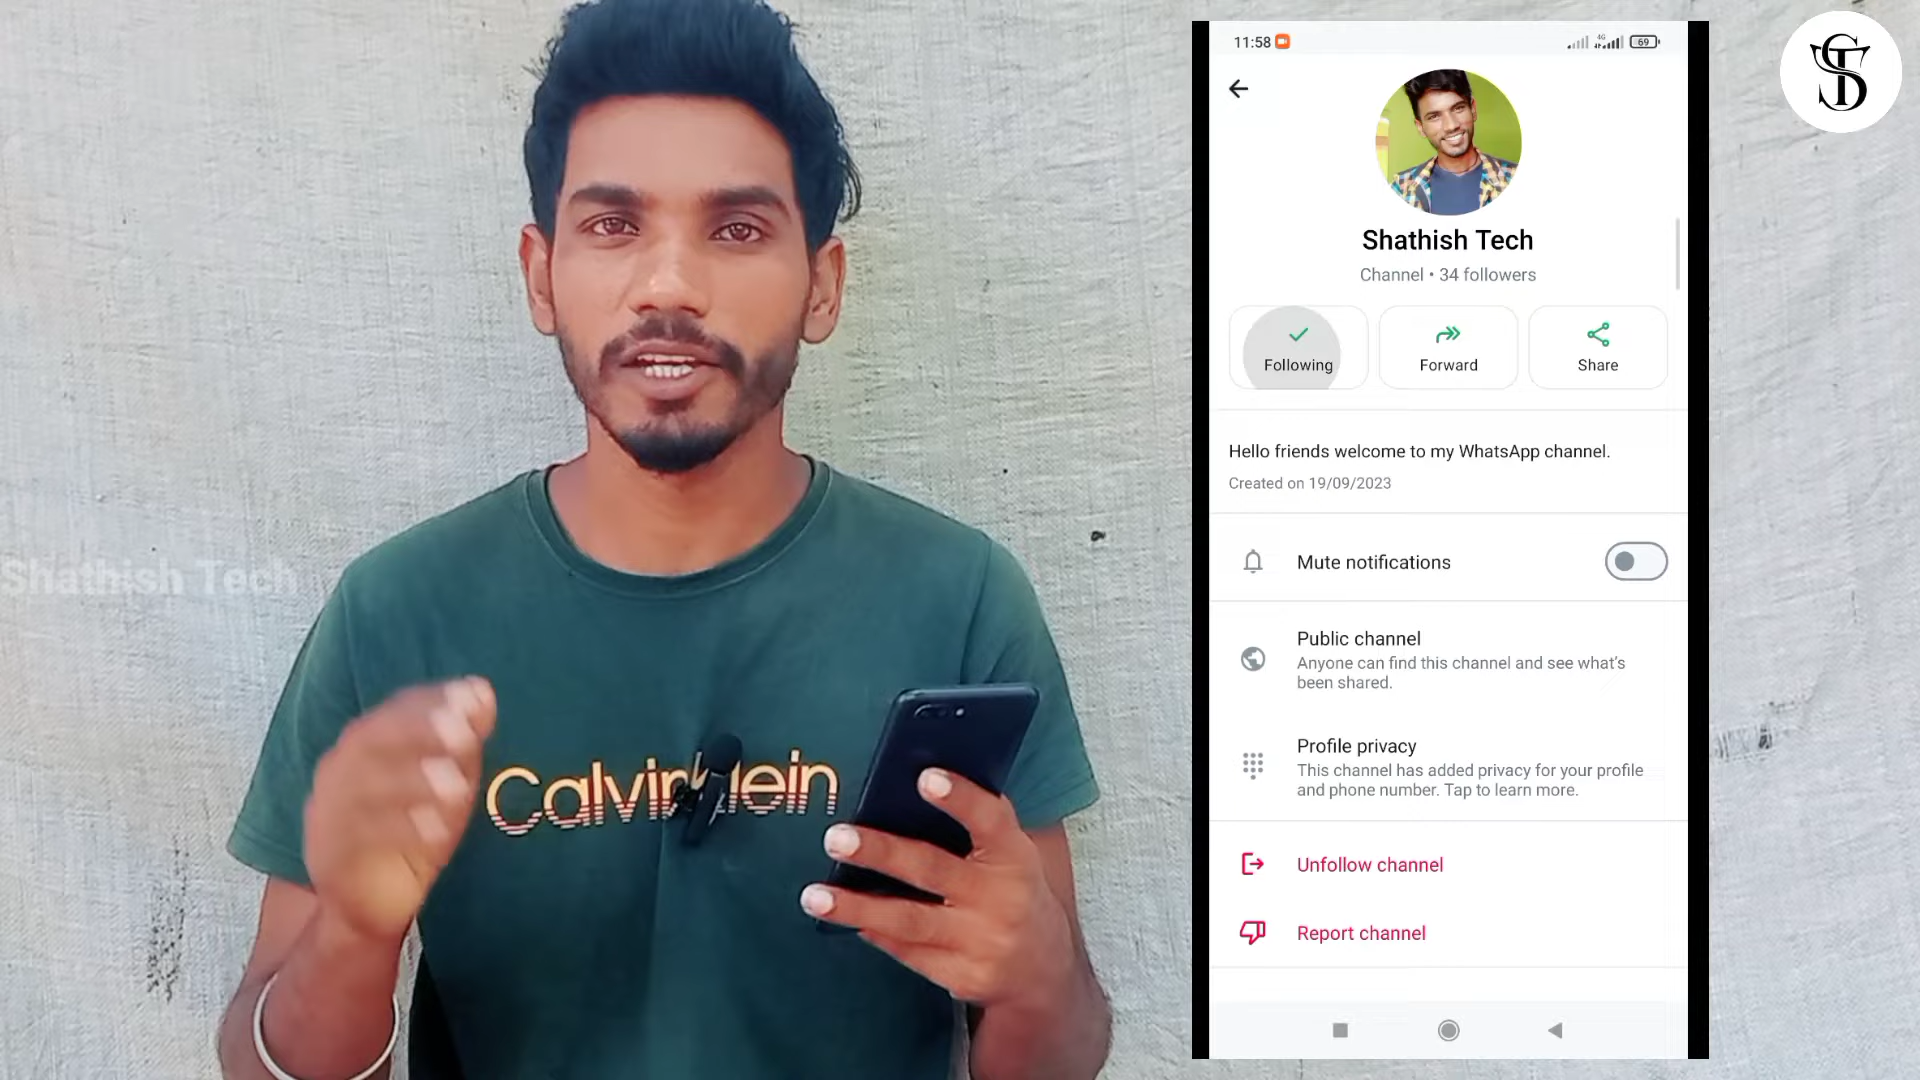 Shathish Tech
Calvin Klein
ST
11:58
4G
69
Shathish Tech
Channel • 34 followers
Following
Forward
Share
Hello friends welcome to my WhatsApp channel.
Created on 19/09/2023
Mute notifications
Public channel
Anyone can find this channel and see what's
been shared.
Profile privacy
This channel has added privacy for your profile
and phone number. Tap to learn more.
Unfollow channel
Report channel